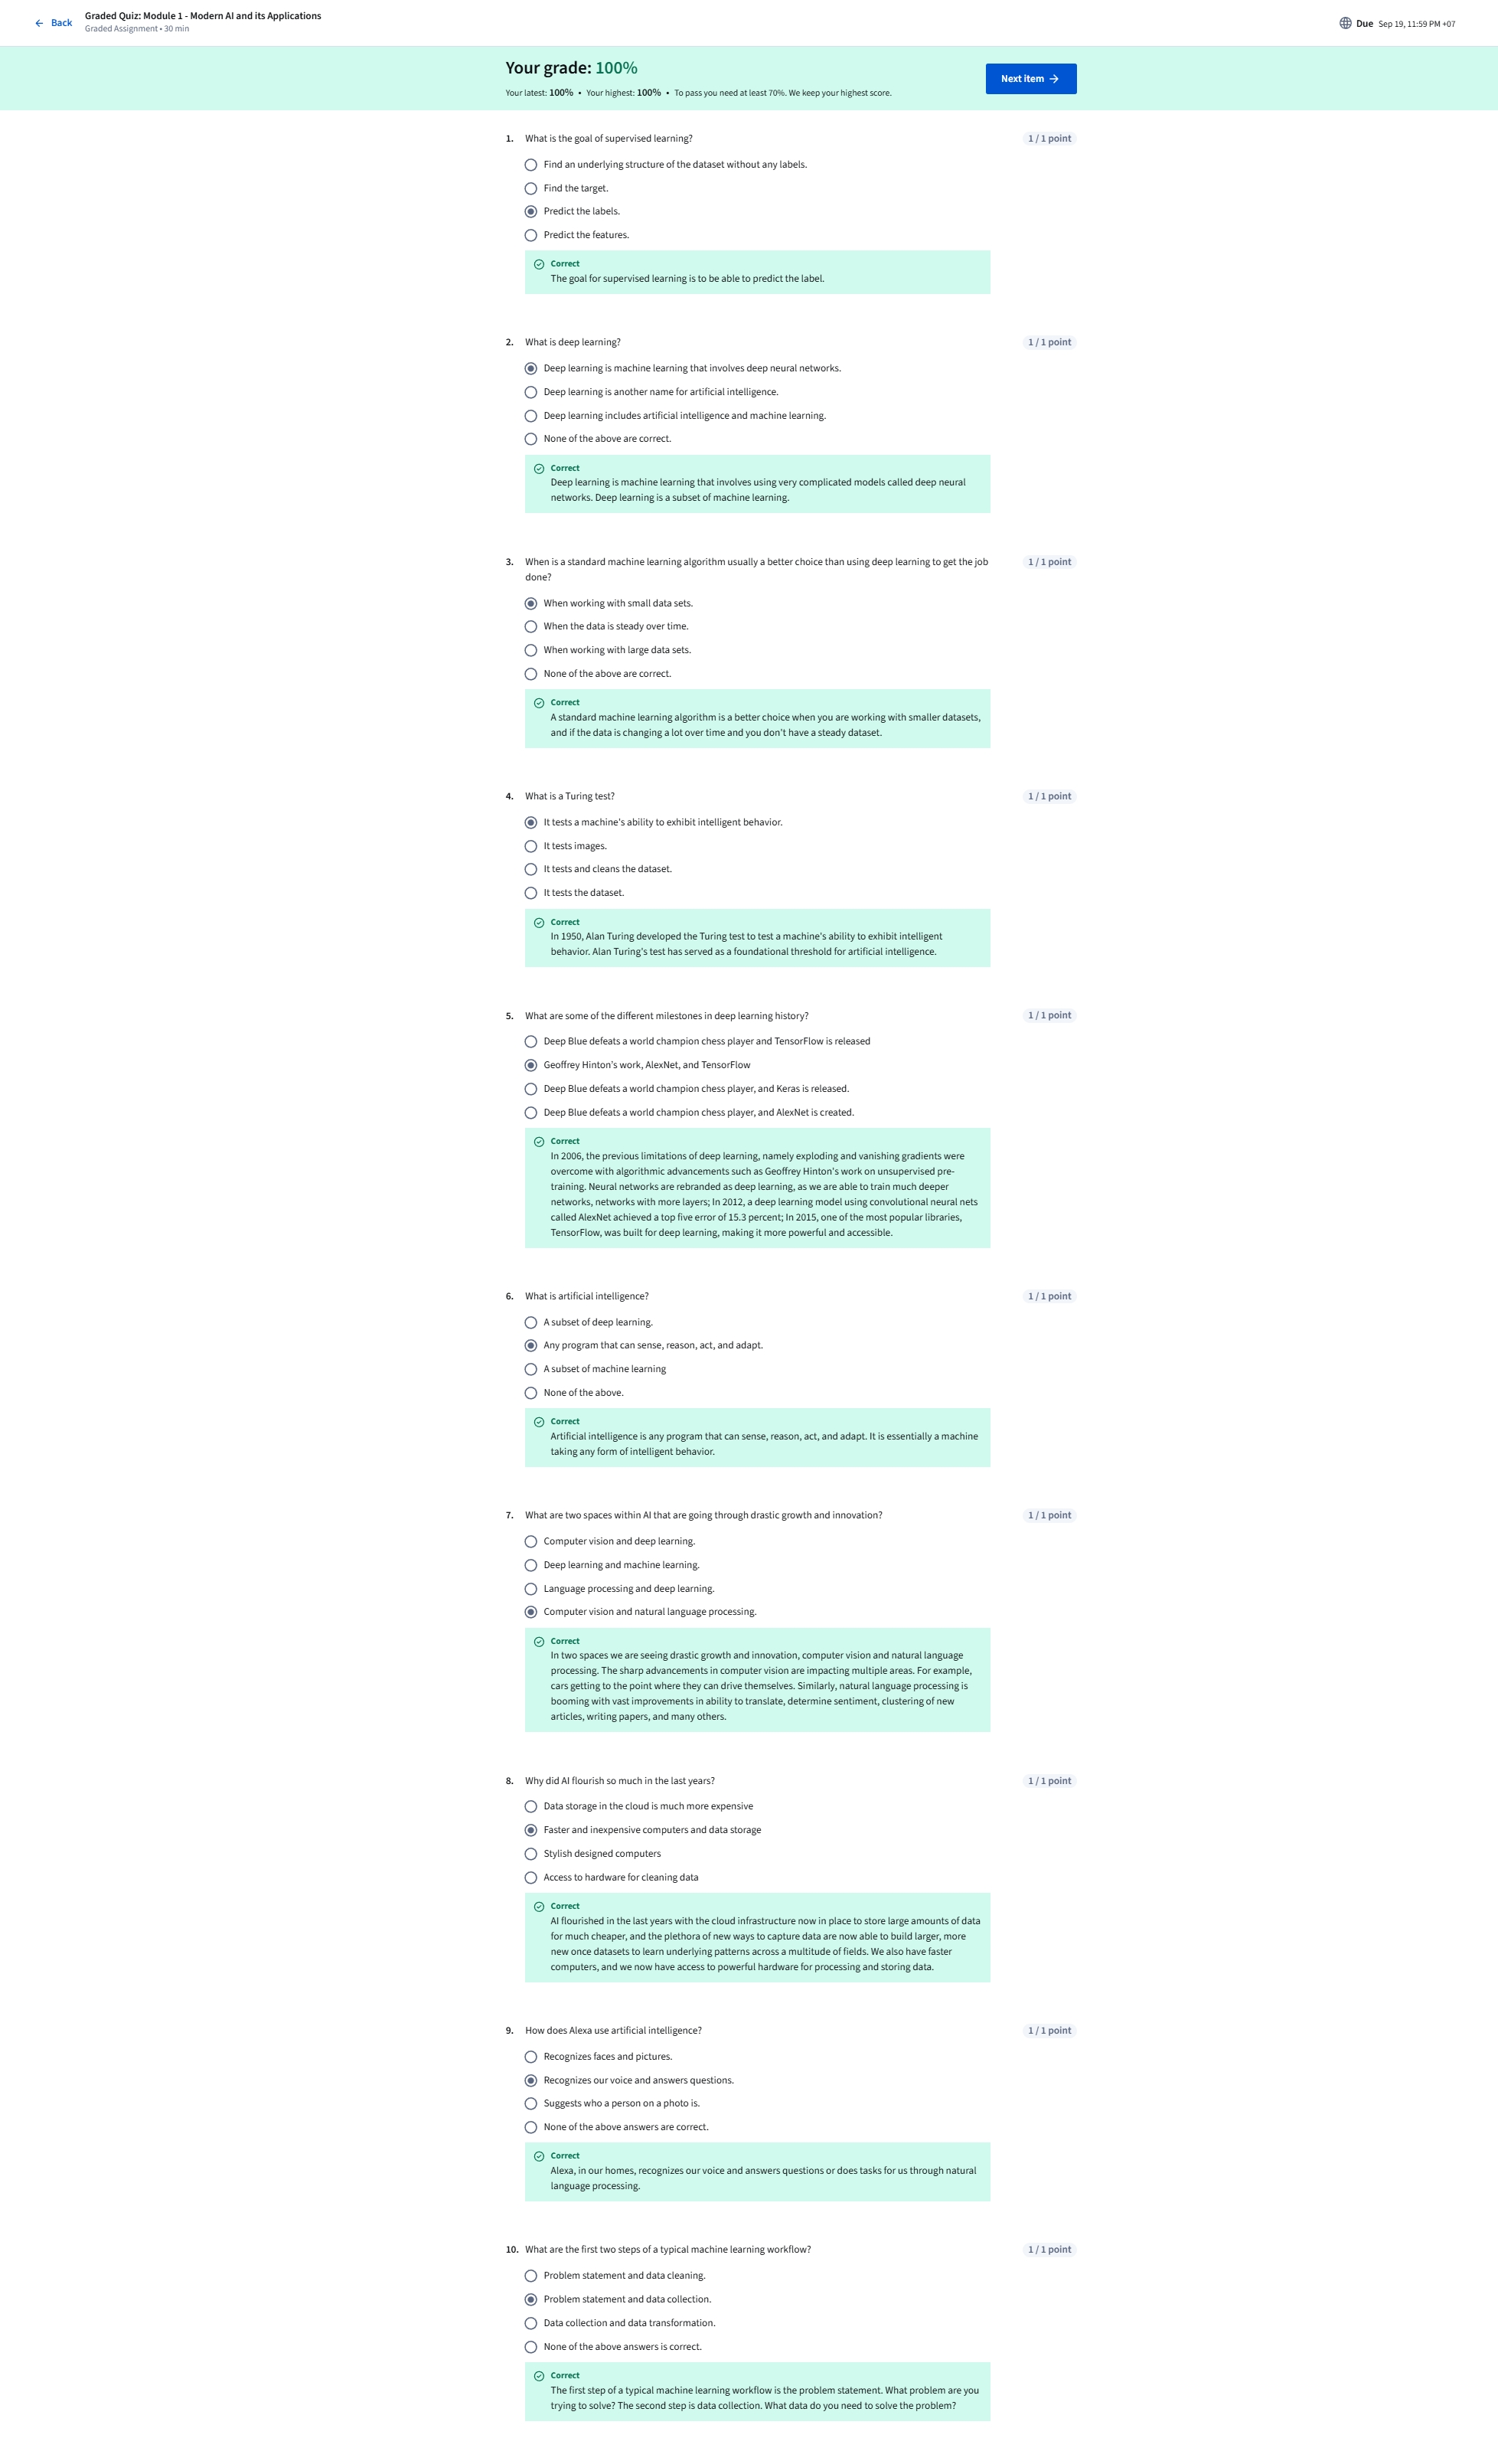 Back
Graded Quiz: Module 1 - Modern AI and its Applications
Graded Assignment • 30 min
Due Sep 19, 11:59 PM +07
Your grade: 100%
Your latest: 100% • Your highest: 100% • To pass you need at least 70%. We keep your highest score.
Next item
1. What is the goal of supervised learning?
1 / 1 point
Find an underlying structure of the dataset without any labels.
Find the target.
Predict the labels.
Predict the features.
Correct
The goal for supervised learning is to be able to predict the label.
2. What is deep learning?
1 / 1 point
Deep learning is machine learning that involves deep neural networks.
Deep learning is another name for artificial intelligence.
Deep learning includes artificial intelligence and machine learning.
None of the above are correct.
Correct
Deep learning is machine learning that involves using very complicated models called deep neural
networks. Deep learning is a subset of machine learning.
3. When is a standard machine learning algorithm usually a better choice than using deep learning to get the job
done?
1 / 1 point
When working with small data sets.
When the data is steady over time.
When working with large data sets.
None of the above are correct.
Correct
A standard machine learning algorithm is a better choice when you are working with smaller datasets,
and if the data is changing a lot over time and you don't have a steady dataset.
4. What is a Turing test?
1 / 1 point
It tests a machine's ability to exhibit intelligent behavior.
It tests images.
It tests and cleans the dataset.
It tests the dataset.
Correct
In 1950, Alan Turing developed the Turing test to test a machine's ability to exhibit intelligent
behavior. Alan Turing's test has served as a foundational threshold for artificial intelligence.
5. What are some of the different milestones in deep learning history?
1 / 1 point
Deep Blue defeats a world champion chess player and TensorFlow is released
Geoffrey Hinton's work, AlexNet, and TensorFlow
Deep Blue defeats a world champion chess player, and Keras is released.
Deep Blue defeats a world champion chess player, and AlexNet is created.
Correct
In 2006, the previous limitations of deep learning, namely exploding and vanishing gradients were
overcome with algorithmic advancements such as Geoffrey Hinton's work on unsupervised pre-
training. Neural networks are rebranded as deep learning, as we are able to train much deeper
networks, networks with more layers; In 2012, a deep learning model using convolutional neural nets
called AlexNet achieved a top five error of 15.3 percent; In 2015, one of the most popular libraries,
TensorFlow, was built for deep learning, making it more powerful and accessible.
6. What is artificial intelligence?
1 / 1 point
A subset of deep learning.
Any program that can sense, reason, act, and adapt.
A subset of machine learning
None of the above.
Correct
Artificial intelligence is any program that can sense, reason, act, and adapt. It is essentially a machine
taking any form of intelligent behavior.
7. What are two spaces within AI that are going through drastic growth and innovation?
1 / 1 point
Computer vision and deep learning.
Deep learning and machine learning.
Language processing and deep learning.
Computer vision and natural language processing.
Correct
In two spaces we are seeing drastic growth and innovation, computer vision and natural language
processing. The sharp advancements in computer vision are impacting multiple areas. For example,
cars getting to the point where they can drive themselves. Similarly, natural language processing is
booming with vast improvements in ability to translate, determine sentiment, clustering of new
articles, writing papers, and many others.
8. Why did AI flourish so much in the last years?
1 / 1 point
Data storage in the cloud is much more expensive
Faster and inexpensive computers and data storage
Stylish designed computers
Access to hardware for cleaning data
Correct
AI flourished in the last years with the cloud infrastructure now in place to store large amounts of data
for much cheaper, and the plethora of new ways to capture data are now able to build larger, more
new once datasets to learn underlying patterns across a multitude of fields. We also have faster
computers, and we now have access to powerful hardware for processing and storing data.
9. How does Alexa use artificial intelligence?
1 / 1 point
Recognizes faces and pictures.
Recognizes our voice and answers questions.
Suggests who a person on a photo is.
None of the above answers are correct.
Correct
Alexa, in our homes, recognizes our voice and answers questions or does tasks for us through natural
language processing.
10. What are the first two steps of a typical machine learning workflow?
1 / 1 point
Problem statement and data cleaning.
Problem statement and data collection.
Data collection and data transformation.
None of the above answers is correct.
Correct
The first step of a typical machine learning workflow is the problem statement. What problem are you
trying to solve? The second step is data collection. What data do you need to solve the problem?